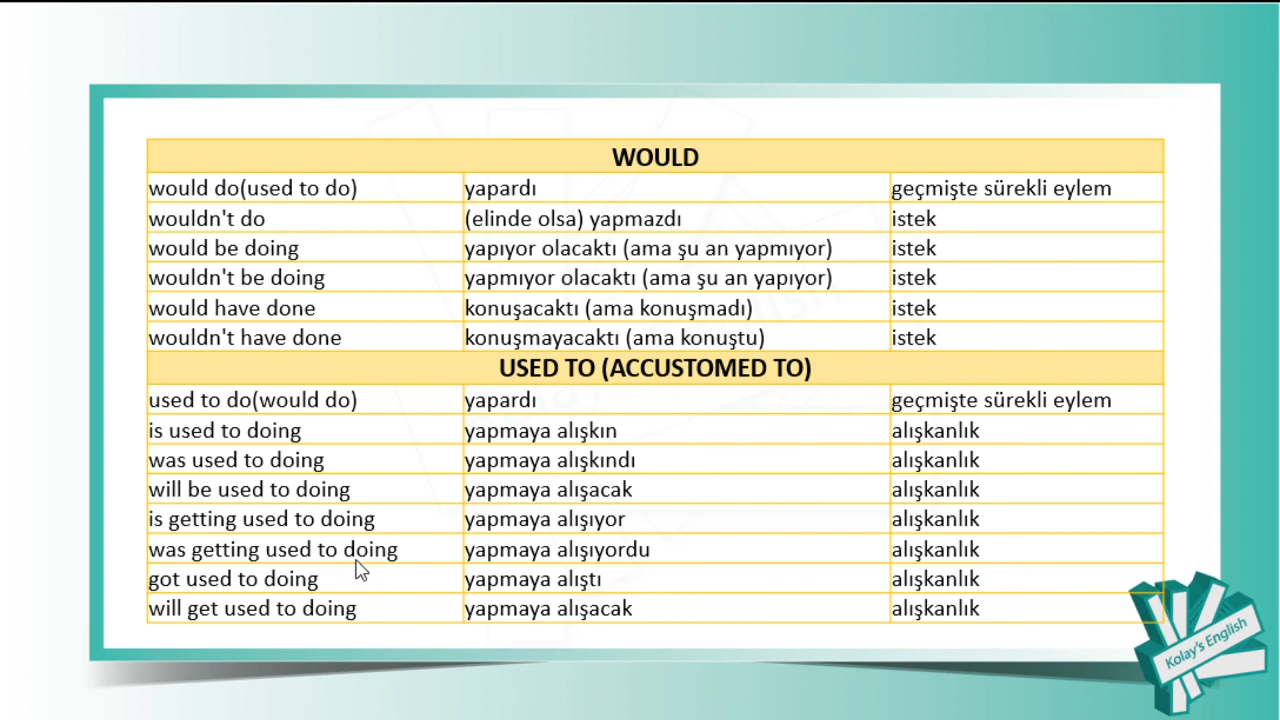 WOULD
would do(used to do) yapardı geçmişte sürekli eylem
wouldn't do (elinde olsa) yapmazdı istek
would be doing yapıyor olacaktı (ama şu an yapmıyor) istek
wouldn't be doing yapmıyor olacaktı (ama şu an yapıyor) istek
would have done konuşacaktı (ama konuşmadı) istek
wouldn't have done konuşmayacaktı (ama konuştu) istek
USED TO (ACCUSTOMED TO)
used to do(would do) yapardı geçmişte sürekli eylem
is used to doing yapmaya alışkın alışkanlık
was used to doing yapmaya alışkındı alışkanlık
will be used to doing yapmaya alışacak alışkanlık
is getting used to doing yapmaya alışıyor alışkanlık
was getting used to doing yapmaya alışıyordu alışkanlık
got used to doing yapmaya alıştı alışkanlık
will get used to doing yapmaya alışacak alışkanlık
Kolay's English